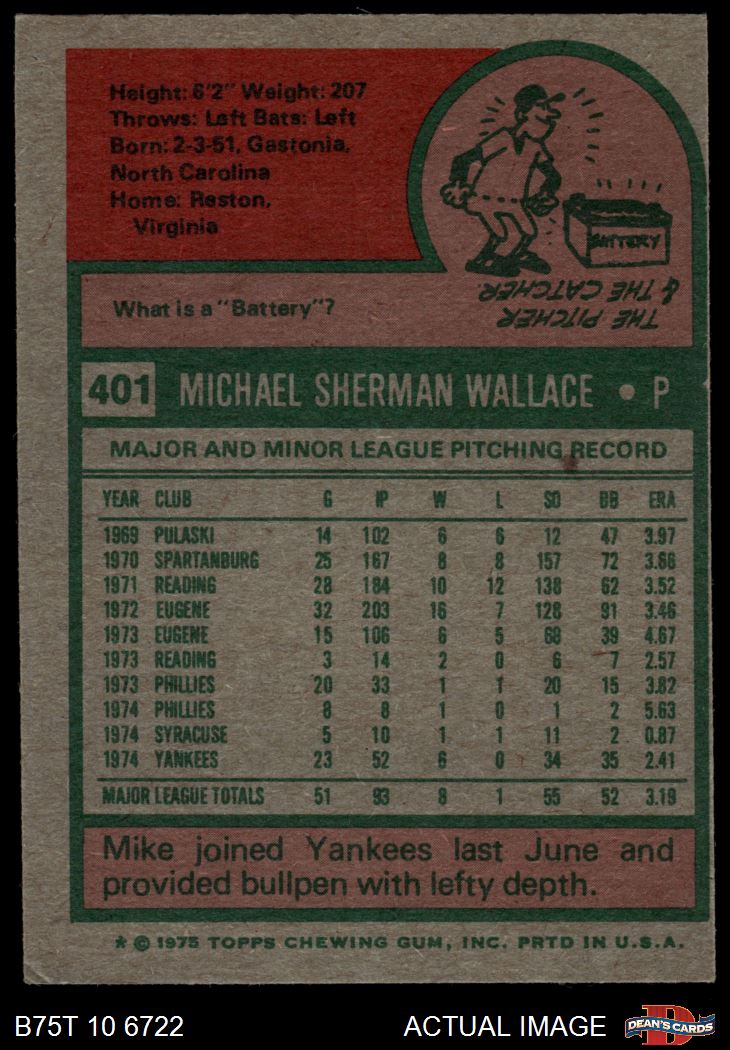 Height: 6'2" Weight: 207
Throws: Left Bats: Left
Born: 2-3-51, Gastonia,
North Carolina
Home: Reston,
Virginia
BATTERY
What is a "Battery"?
THE PITCHER
& THE CATCHER
401 MICHAEL SHERMAN WALLACE • P
MAJOR AND MINOR LEAGUE PITCHING RECORD
YEAR CLUB G IP W L SO BB ERA
1969 PULASKI 14 102 6 6 12 47 3.97
1970 SPARTANBURG 25 167 8 8 157 72 3.66
1971 READING 28 184 10 12 138 62 3.52
1972 EUGENE 32 203 16 7 128 91 3.46
1973 EUGENE 15 106 6 5 68 39 4.67
1973 READING 3 14 2 0 6 7 2.57
1973 PHILLIES 20 33 1 1 20 15 3.82
1974 PHILLIES 8 8 1 0 1 2 5.63
1974 SYRACUSE 5 10 1 1 11 2 0.87
1974 YANKEES 23 52 6 0 34 35 2.41
MAJOR LEAGUE TOTALS 51 93 8 1 55 52 3.19
Mike joined Yankees last June and
provided bullpen with lefty depth.
* © 1975 TOPPS CHEWING GUM, INC. PRTD IN U.S.A.
B75T 10 6722 ACTUAL IMAGE D DEAN'S CARDS